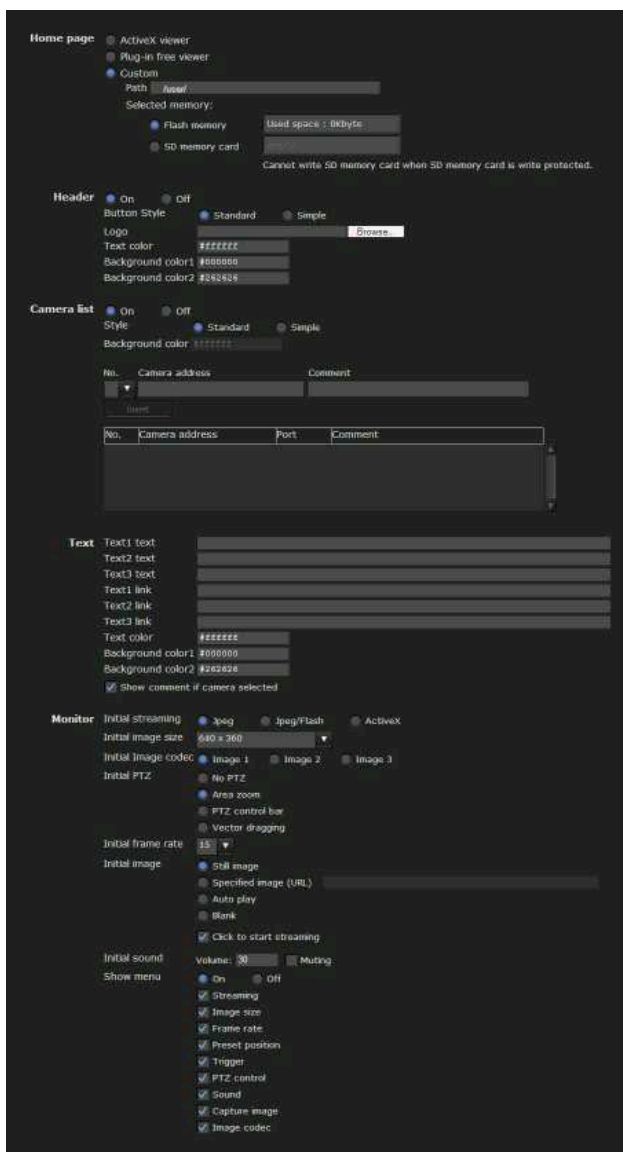 Home page ActiveX viewer
Plug-in free viewer
Custom
Path /user/
Selected memory:
Flash memory Used space : 0Kbyte
SD memory card
Cannot write SD memory card when SD memory card is write protected.
Header On Off
Button Style Standard Simple
Logo Browse...
Text color #ffffff
Background color1 #000000
Background color2 #262626
Camera list On Off
Style Standard Simple
Background color #ffffff
No. Camera address Comment
Insert
No. Camera address Port Comment
Text Text1 text
Text2 text
Text3 text
Text1 link
Text2 link
Text3 link
Text color #ffffff
Background color1 #000000
Background color2 #262626
Show comment if camera selected
Monitor Initial streaming Jpeg Jpeg/Flash ActiveX
Initial image size 640 x 360
Initial Image codec Image 1 Image 2 Image 3
Initial PTZ No PTZ
Area zoom
PTZ control bar
Vector dragging
Initial frame rate 15
Initial image Still image
Specified image (URL)
Auto play
Blank
Click to start streaming
Initial sound Volume: 30 Muting
Show menu On Off
Streaming
Image size
Frame rate
Preset position
Trigger
PTZ control
Sound
Capture image
Image codec